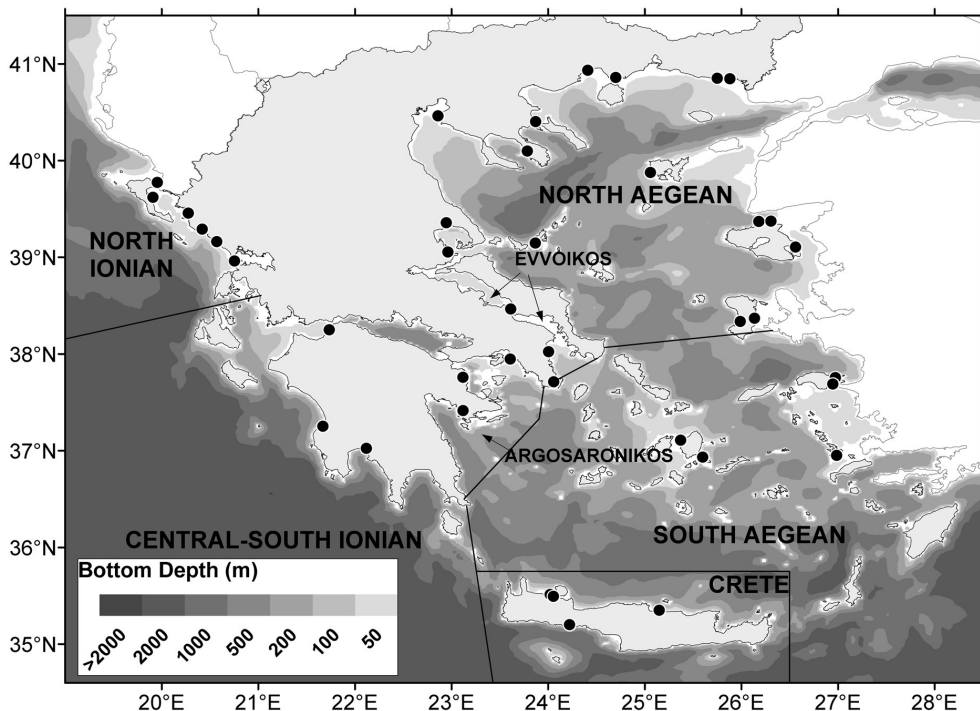 41°N
40°N
39°N
38°N
37°N
36°N
35°N
NORTH AEGEAN
NORTH
IONIAN
EVVOIKOS
ARGOSARONIKOS
CENTRAL-SOUTH IONIAN
SOUTH AEGEAN
CRETE
Bottom Depth (m)
>2000
2000
1000
500
200
100
50
20°E
21°E
22°E
23°E
24°E
25°E
26°E
27°E
28°E